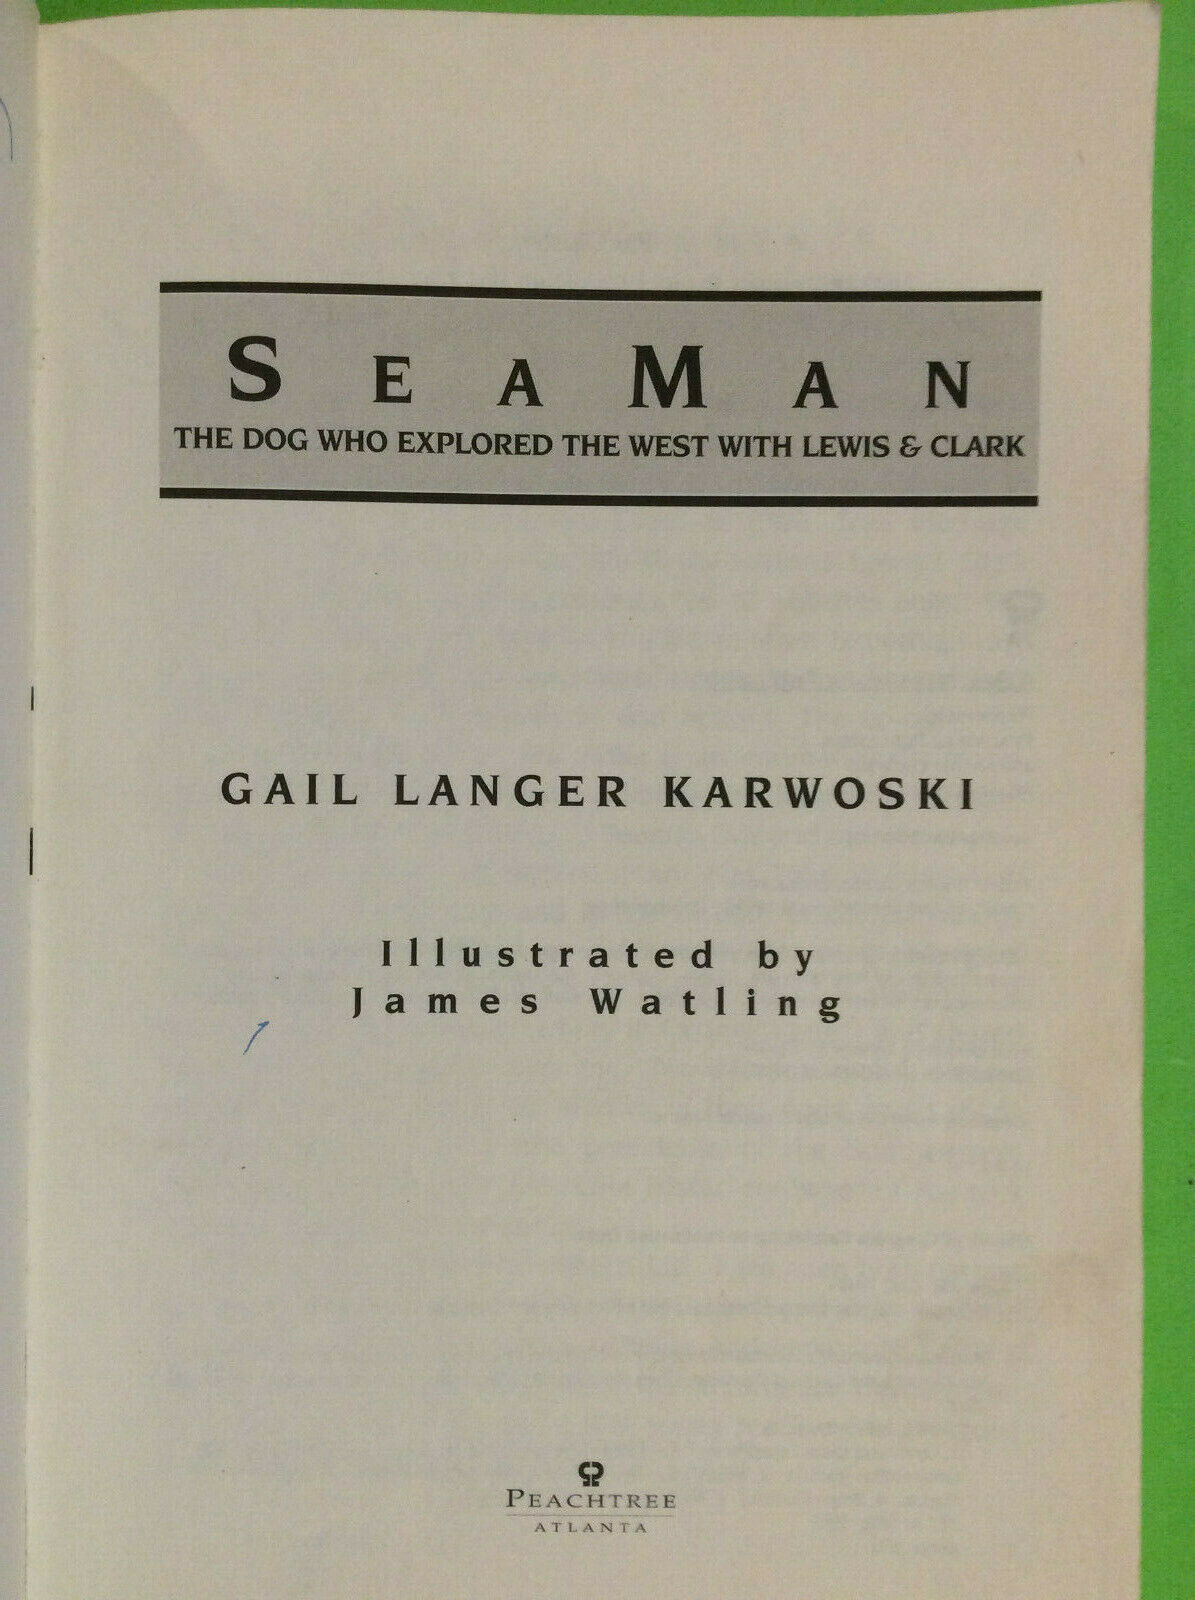 SEAMAN
THE DOG WHO EXPLORED THE WEST WITH LEWIS & CLARK
GAIL LANGER KARWOSKI
Illustrated by
James Watling
PEACHTREE
ATLANTA